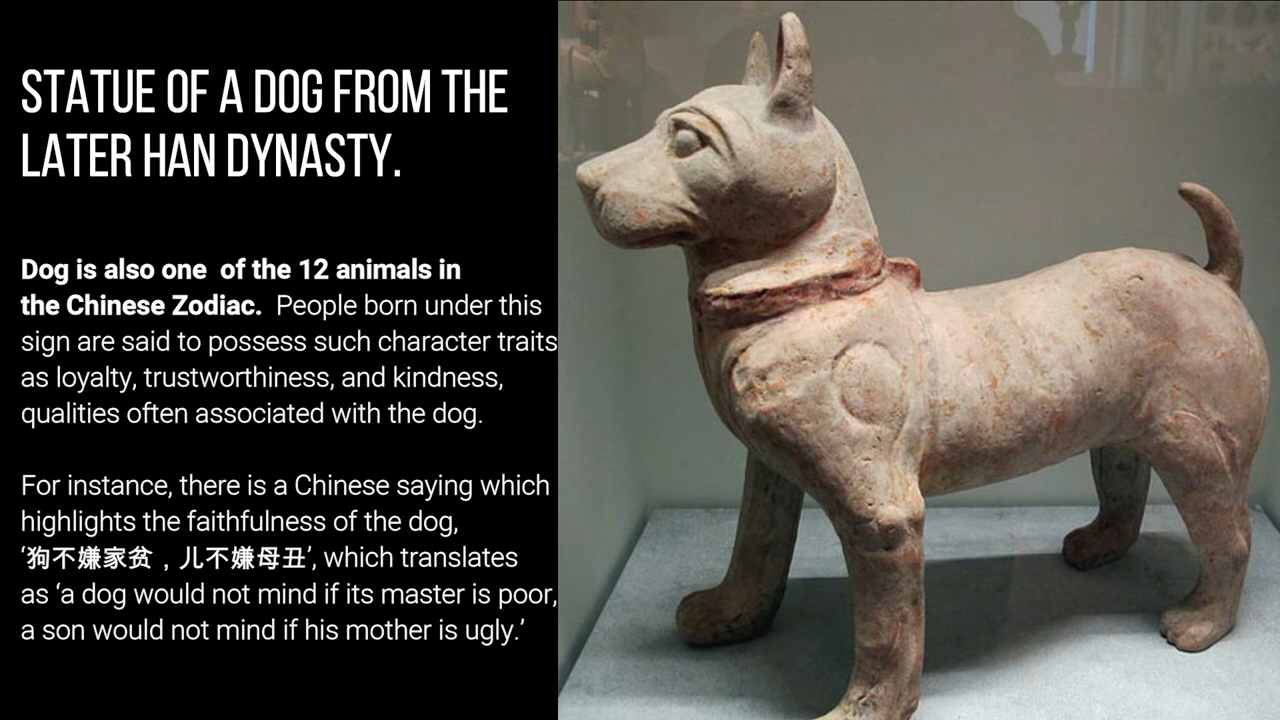 STATUE OF A DOG FROM THE
LATER HAN DYNASTY.
Dog is also one  of the 12 animals in
the Chinese Zodiac.  People born under this
sign are said to possess such character traits
as loyalty, trustworthiness, and kindness,
qualities often associated with the dog.
For instance, there is a Chinese saying which
highlights the faithfulness of the dog,
‘狗不嫌家贫，儿不嫌母丑’, which translates
as ‘a dog would not mind if its master is poor,
a son would not mind if his mother is ugly.’